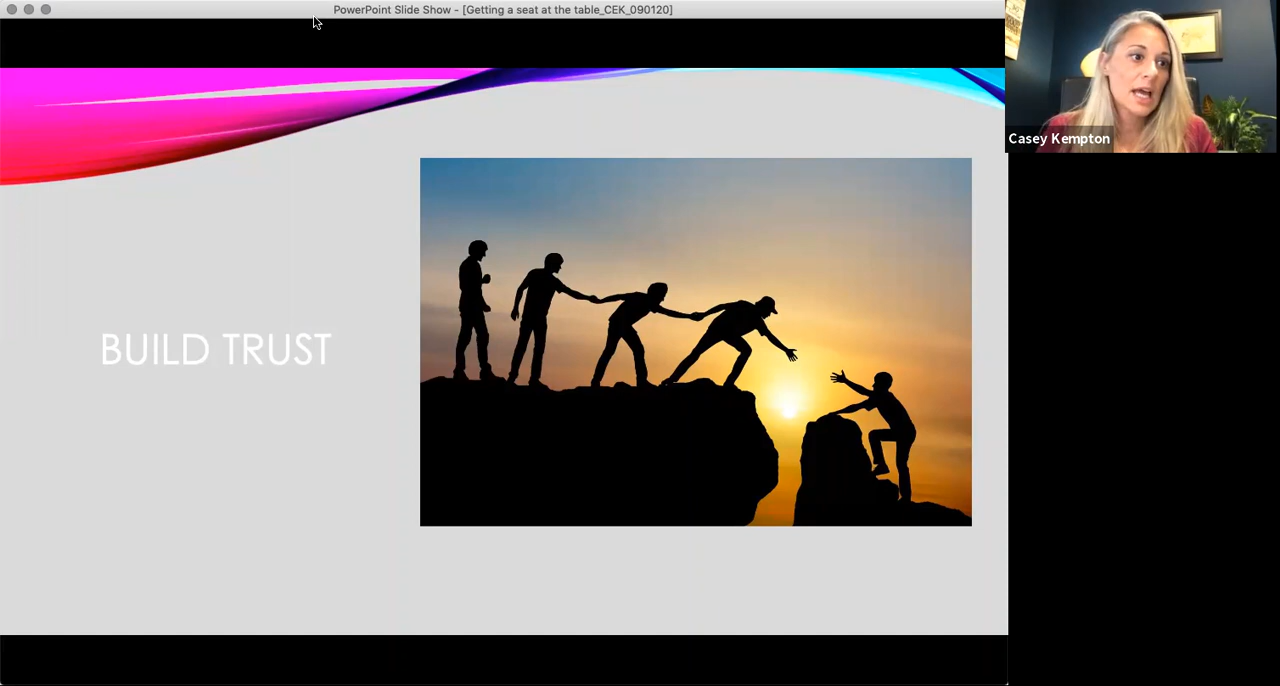 PowerPoint Slide Show - [Getting a seat at the table_CEK_090120]
Casey Kempton
BUILD TRUST